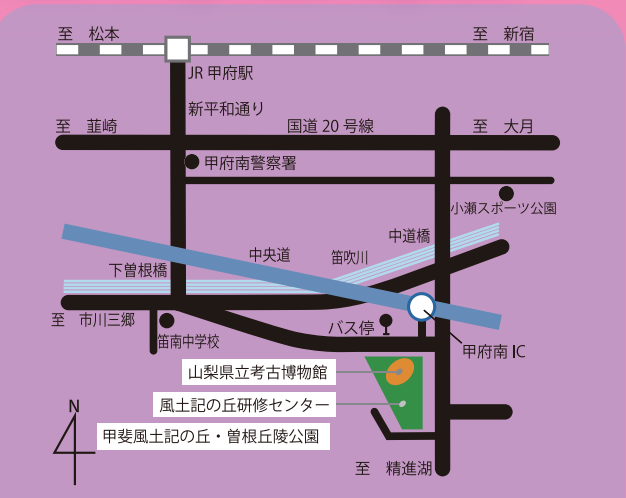 至　松本
至　新宿
JR 甲府駅
新平和通り
至　韮崎
国道 20 号線
至　大月
甲府南警察署
小瀬スポーツ公園
中道橋
中央道
笛吹川
下曽根橋
至　市川三郷
バス停
笛南中学校
甲府南 IC
山梨県立考古博物館
風土記の丘研修センター
N
甲斐風土記の丘・曽根丘陵公園
至　精進湖